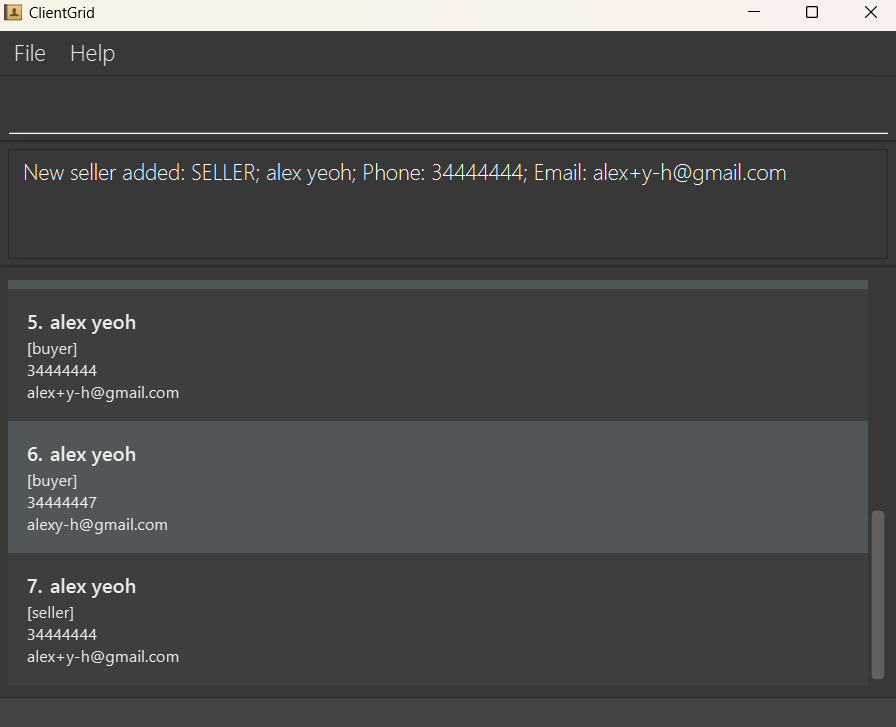 ClientGrid
File Help
New seller added: SELLER; alex yeoh; Phone: 34444444; Email: alex+y-h@gmail.com
5. alex yeoh
[buyer]
34444444
alex+y-h@gmail.com
6. alex yeoh
[buyer]
34444447
alexy-h@gmail.com
7. alex yeoh
[seller]
34444444
alex+y-h@gmail.com